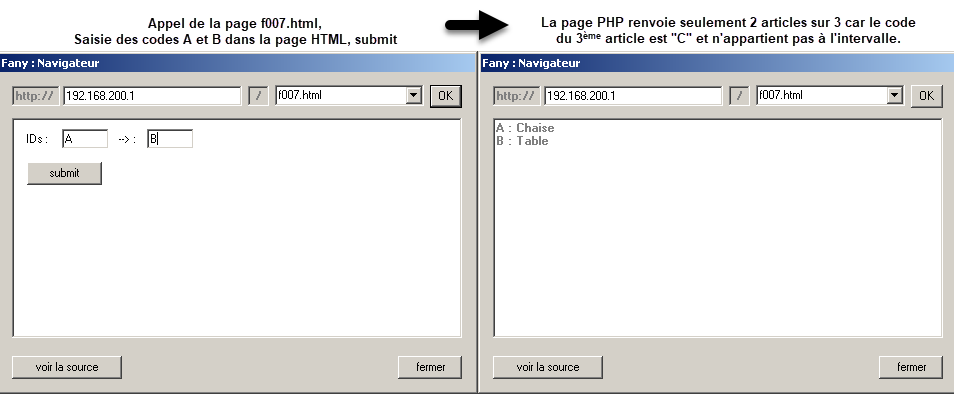 Appel de la page f007.html,
Saisie des codes A et B dans la page HTML, submit
La page PHP renvoie seulement 2 articles sur 3 car le code
du 3ème article est "C" et n'appartient pas à l'intervalle.
Fany : Navigateur
http:// 192.168.200.1 / f007.html OK
IDs : A --> : B
submit
voir la source fermer
Fany : Navigateur
http:// 192.168.200.1 / f007.html OK
A : Chaise
B : Table
voir la source fermer